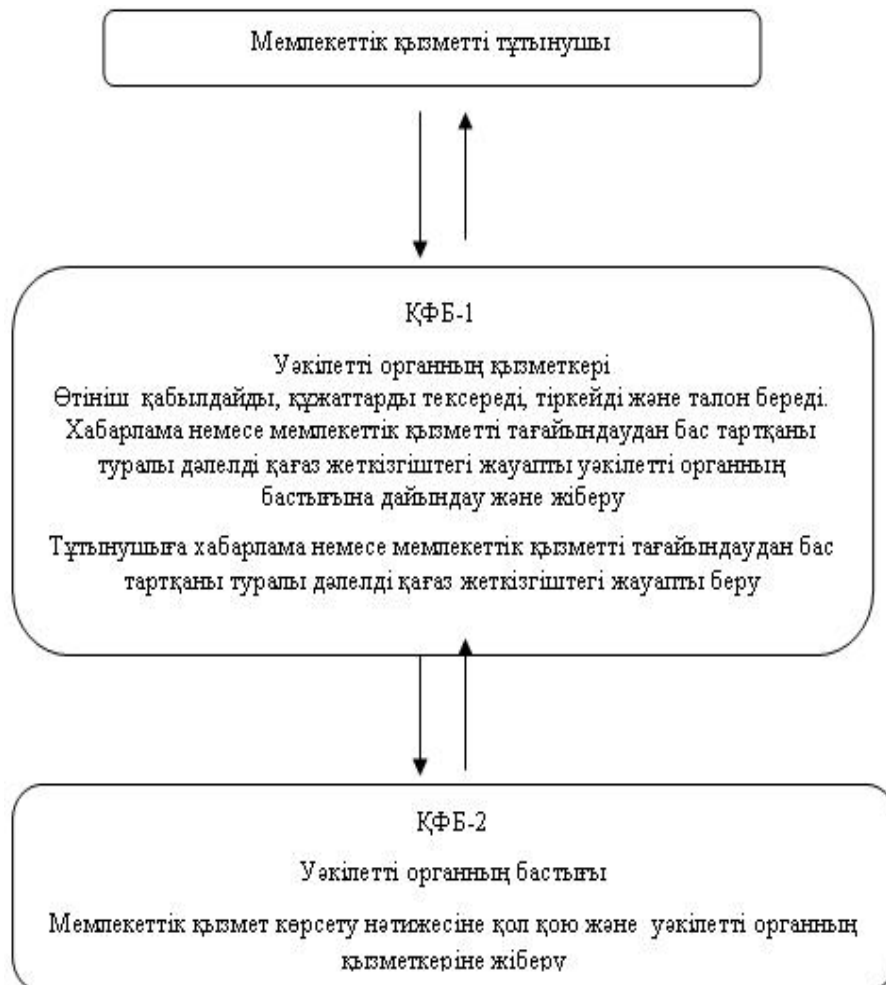 Мемлекеттік қызметті тұтынушы
ҚФБ-1
Уәкілетті органның қызметкері
Өтініш қабылдайды, құжаттарды тексереді, тіркейді және талон береді.
Хабарлама немесе мемлекеттік қызметті тағайындаудан бас тартқаны
туралы дәлелді қағаз жеткізгіштегі жауапты уәкілетті органның
бастығына дайындау және жіберу
Тұтынушыға хабарлама немесе мемлекеттік қызметті тағайындаудан бас
тартқаны туралы дәлелді қағаз жеткізгіштегі жауапты беру
ҚФБ-2
Уәкілетті органның бастығы
Мемлекеттік қызмет көрсету нәтижесіне қол қою және уәкілетті органның
қызметкеріне жіберу